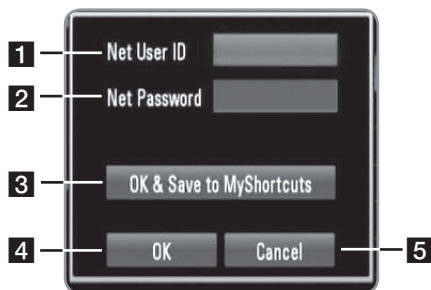 1 Net User ID
2 Net Password
3 OK & Save to MyShortcuts
4 OK Cancel 5